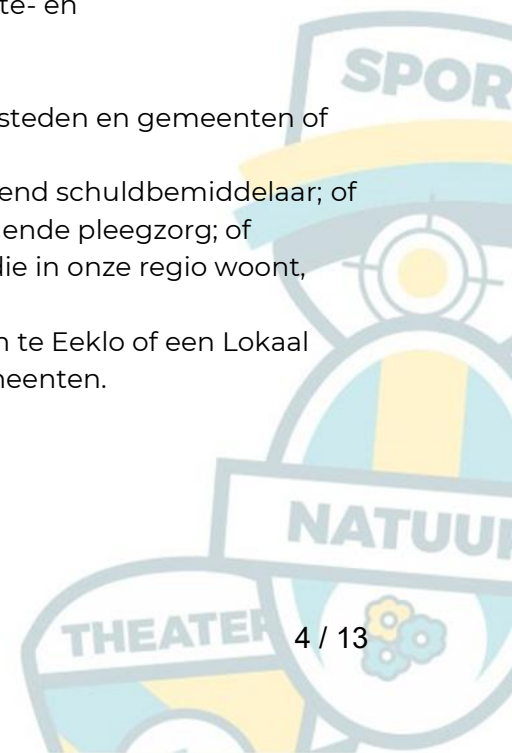 te- en
SPOR
steden en gemeenten of
end schuldbemiddelaar; of
ende pleegzorg; of
die in onze regio woont,
n te Eeklo of een Lokaal
neenten.
NATUUR
THEATER
4 / 13